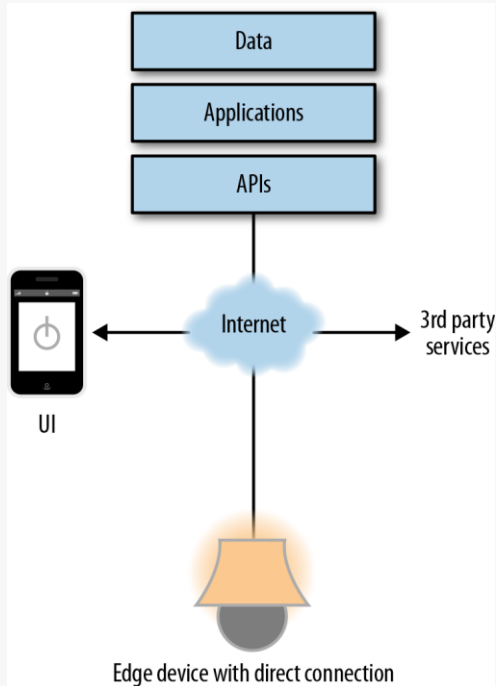 Data
Applications
APIs
Internet
3rd party
services
UI
Edge device with direct connection